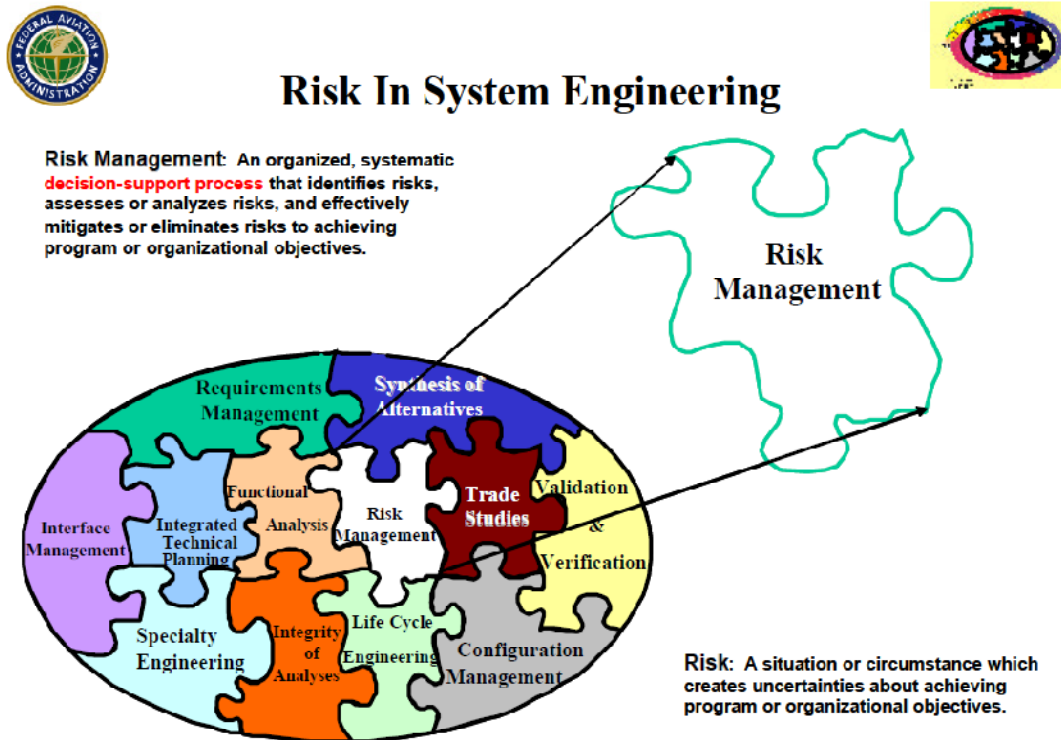 FEDERAL AVIATION
ADMINISTRATION
Risk In System Engineering
Risk Management: An organized, systematic
decision-support process that identifies risks,
assesses or analyzes risks, and effectively
mitigates or eliminates risks to achieving
program or organizational objectives.
Risk
Management
Requirements
Management
Synthesis of
Alternatives
Interface
Management
Integrated
Technical
Planning
Functional
Analysis
Risk
Management
Trade
Studies
Validation
&
Verification
Specialty
Engineering
Integrity
of
Analyses
Life Cycle
Engineering
Configuration
Management
Risk: A situation or circumstance which
creates uncertainties about achieving
program or organizational objectives.